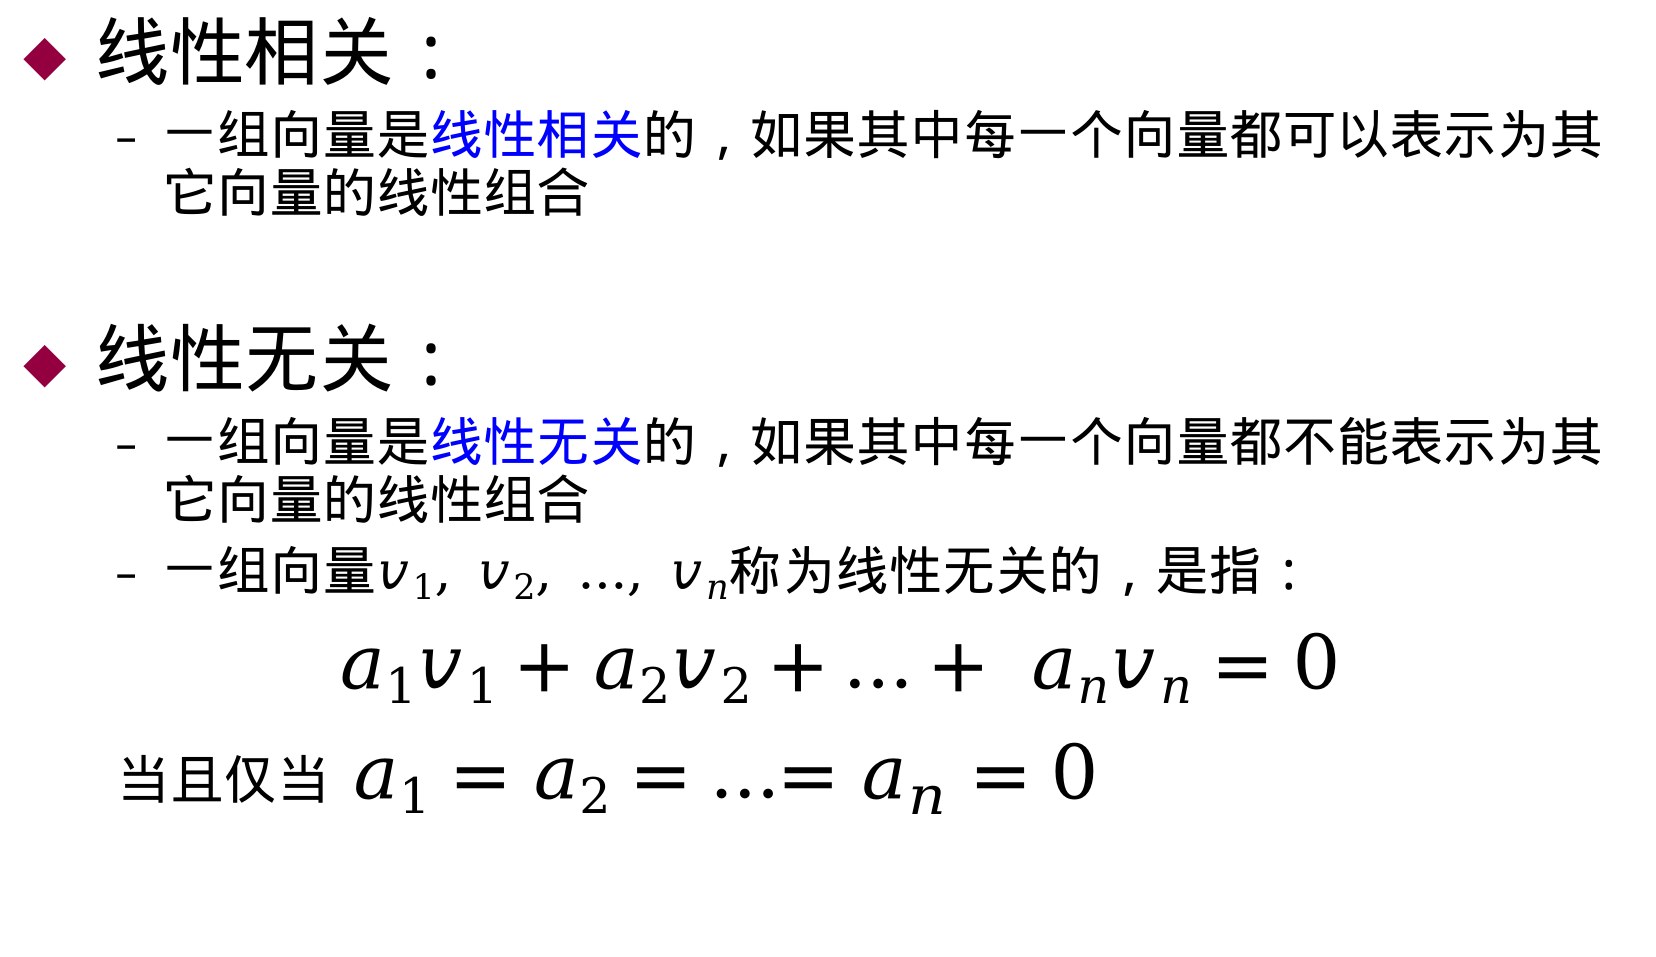 ◆ 线性相关：
– 一组向量是线性相关的，如果其中每一个向量都可以表示为其
它向量的线性组合
◆ 线性无关：
– 一组向量是线性无关的，如果其中每一个向量都不能表示为其
它向量的线性组合
– 一组向量v₁, v₂, …, vₙ称为线性无关的，是指：
a₁v₁ + a₂v₂ + … + aₙvₙ = 0
当且仅当 a₁ = a₂ = …= aₙ = 0